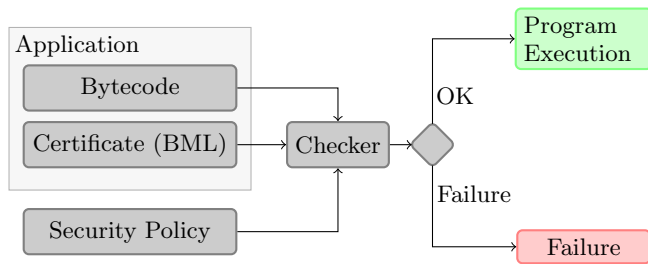 Application
Bytecode
Certificate (BML)
Security Policy
Checker
OK
Failure
Program
Execution
Failure